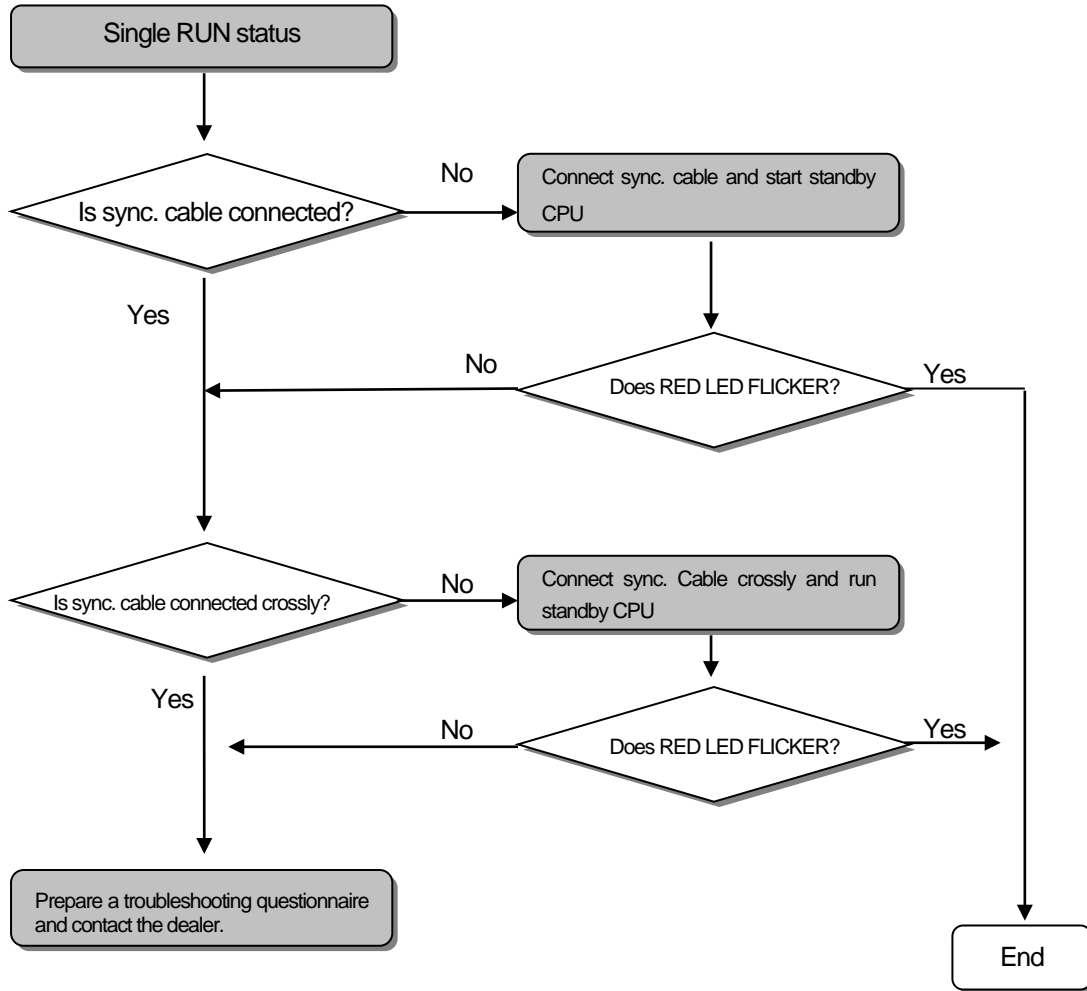 Single RUN status
No
Connect sync. cable and start standby
CPU
Is sync. cable connected?
Yes
No
Does RED LED FLICKER?
Yes
Is sync. cable connected crossly?
No
Connect sync. Cable crossly and run
standby CPU
Yes
No
Does RED LED FLICKER?
Yes
Prepare a troubleshooting questionnaire
and contact the dealer.
End